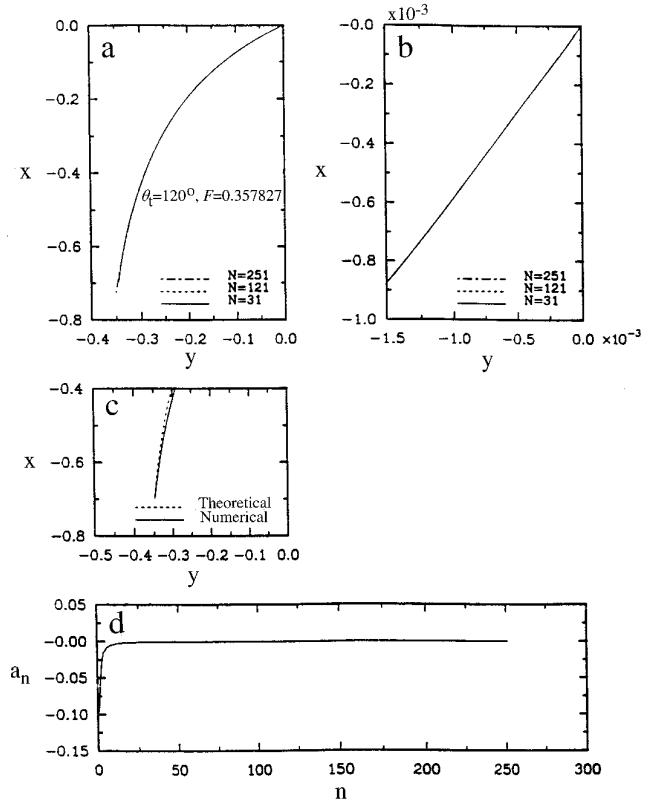 a
0.0
-0.2
-0.4
-0.6
-0.8
x
θt=120°, F=0.357827
N=251
N=121
N=31
-0.4 -0.3 -0.2 -0.1 0.0
y
×10-3
b
-0.0
-0.2
-0.4
-0.6
-0.8
-1.0
x
N=251
N=121
N=31
-1.5 -1.0 -0.5 0.0 ×10-3
y
c
-0.4
-0.6
-0.8
x
Theoretical
Numerical
-0.5 -0.4 -0.3 -0.2 -0.1 0.0
y
d
0.05
-0.00
-0.05
-0.10
-0.15
an
0 50 100 150 200 250 300
n